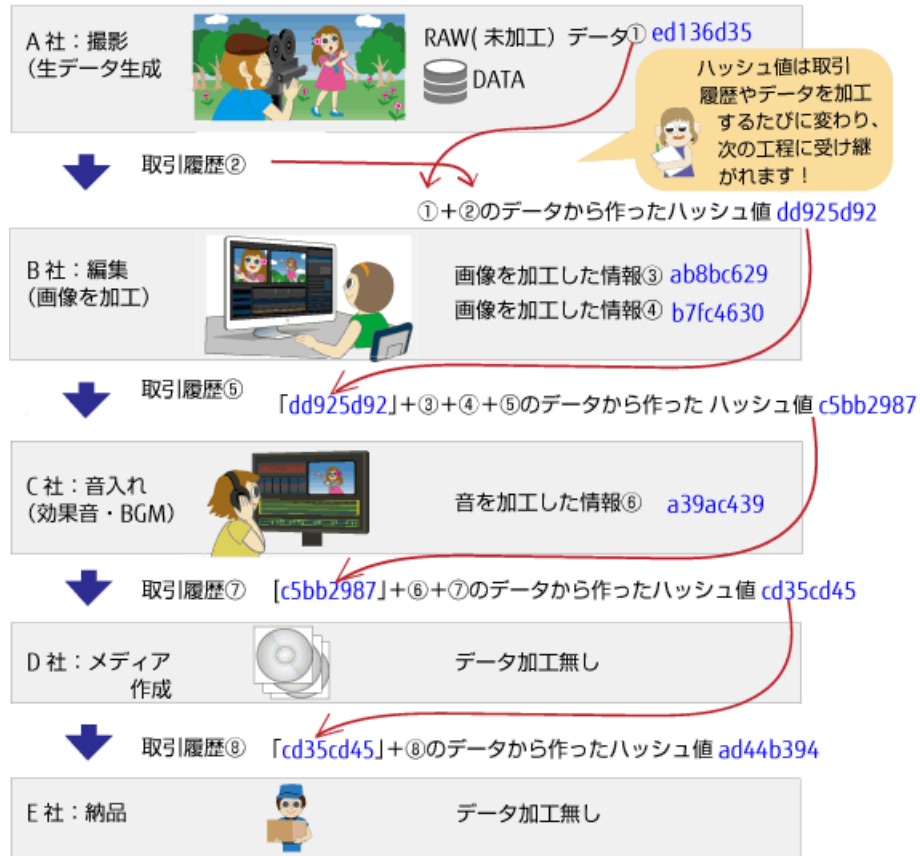 A社:撮影
(生データ生成
RAW(未加工)データ① ed136d35
DATA
ハッシュ値は取引
履歴やデータを加工
するたびに変わり、
次の工程に受け継
がれます!
取引履歴②
①+②のデータから作ったハッシュ値 dd925d92
B社:編集
(画像を加工)
画像を加工した情報③ ab8bc629
画像を加工した情報④ b7fc4630
取引履歴⑤
「dd925d92」+③+④+⑤のデータから作った ハッシュ値 c5bb2987
C社:音入れ
(効果音・BGM)
音を加工した情報⑥ a39ac439
取引履歴⑦
[c5bb2987」+⑥+⑦のデータから作ったハッシュ値 cd35cd45
D社:メディア
作成
データ加工無し
取引履歴⑧
「cd35cd45」+⑧のデータから作ったハッシュ値 ad44b394
E社:納品
データ加工無し